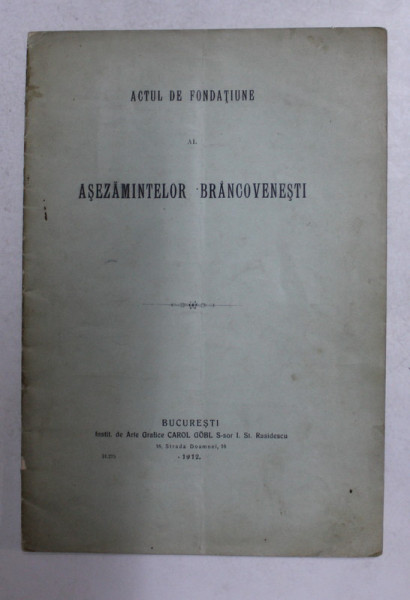 ACTUL DE FONDAȚIUNE
AL
AȘEZĂMINTELOR BRÂNCOVENEȘTI
BUCUREȘTI
Instit. de Arte Grafice CAROL GÖBL, S-sor I. St. Rasidescu
16, Strada Doamnei, 16
1912.